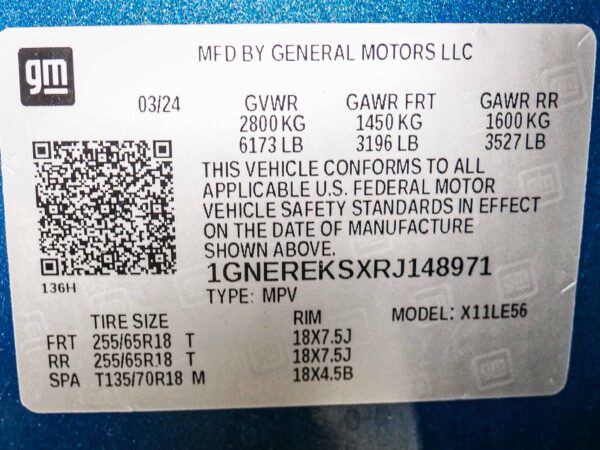 gm
MFD BY GENERAL MOTORS LLC
03/24 GVWR GAWR FRT GAWR RR
2800 KG 1450 KG 1600 KG
6173 LB 3196 LB 3527 LB
THIS VEHICLE CONFORMS TO ALL
APPLICABLE U.S. FEDERAL MOTOR
VEHICLE SAFETY STANDARDS IN EFFECT
ON THE DATE OF MANUFACTURE
SHOWN ABOVE.
136H
1GNEREKSXRJ148971
TYPE: MPV
MODEL: X11LE56
TIRE SIZE RIM
FRT 255/65R18 T 18X7.5J
RR 255/65R18 T 18X7.5J
SPA T135/70R18 M 18X4.5B